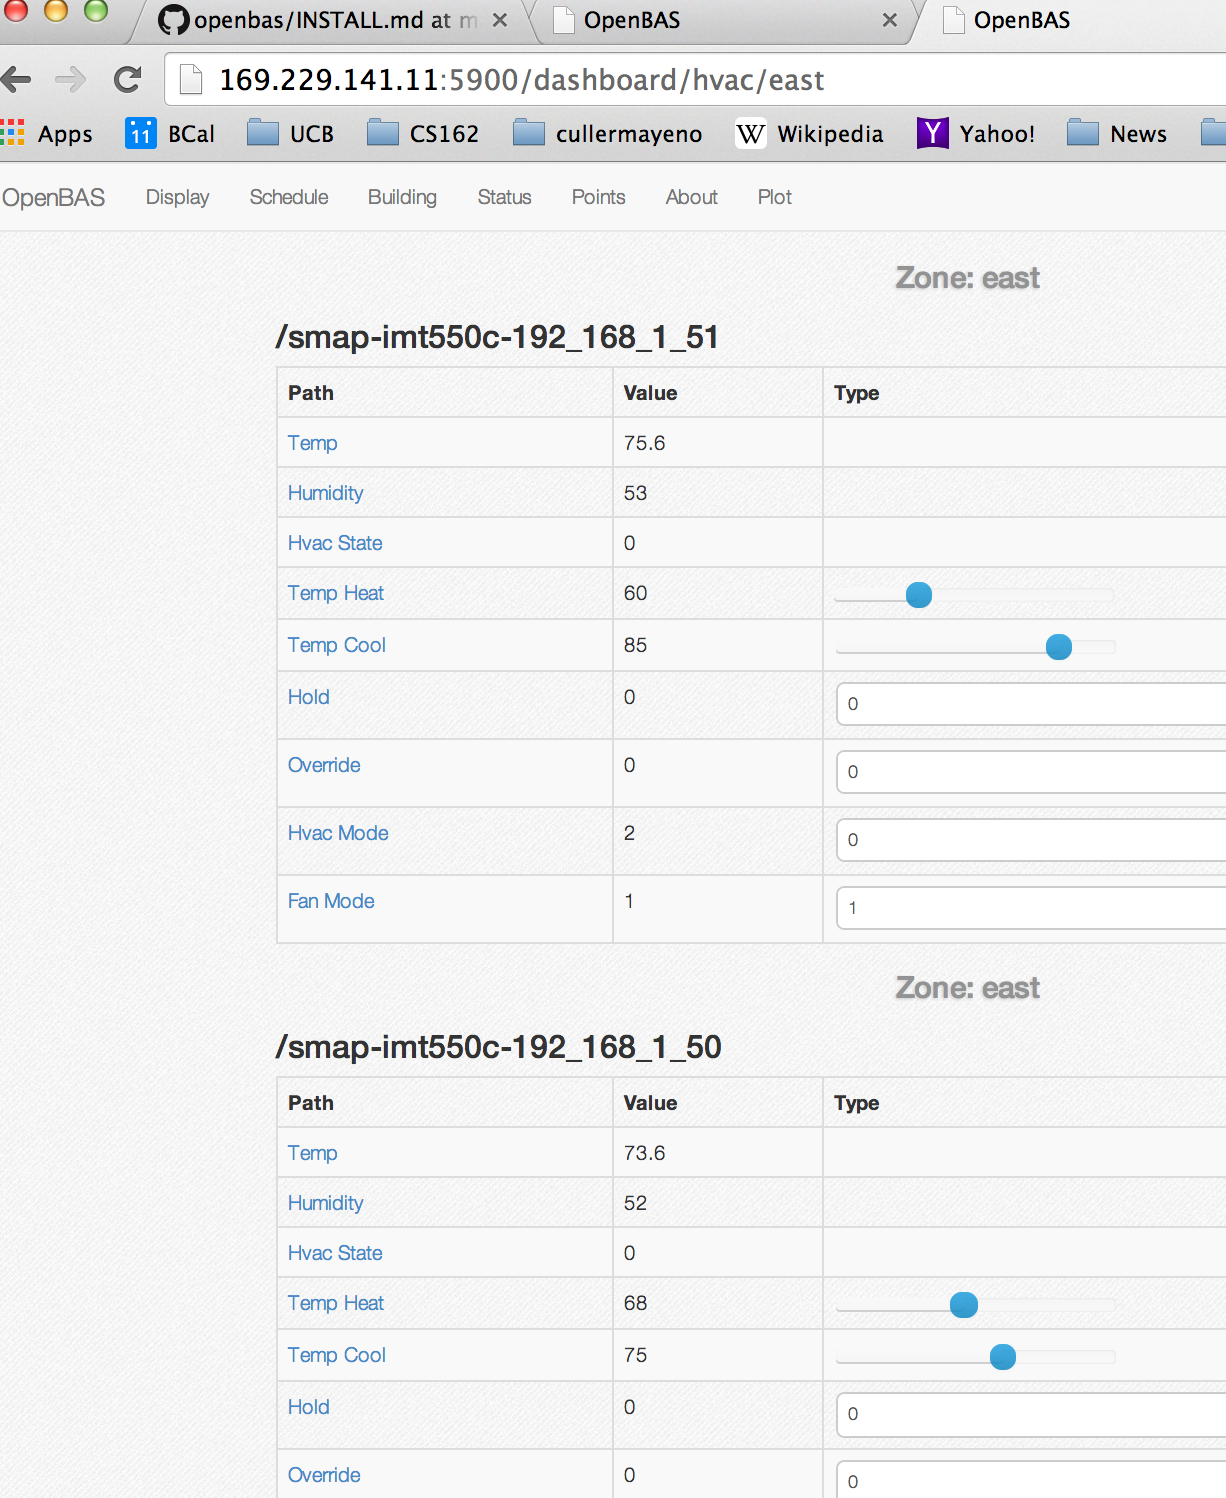 openbas/INSTALL.md at m
OpenBAS
OpenBAS
169.229.141.11:5900/dashboard/hvac/east
Apps 11 BCal UCB CS162 cullermayeno W Wikipedia Y Yahoo! News
OpenBAS Display Schedule Building Status Points About Plot
Zone: east
/smap-imt550c-192_168_1_51
Path Value Type
Temp 75.6
Humidity 53
Hvac State 0
Temp Heat 60
Temp Cool 85
Hold 0 0
Override 0 0
Hvac Mode 2 0
Fan Mode 1 1
Zone: east
/smap-imt550c-192_168_1_50
Path Value Type
Temp 73.6
Humidity 52
Hvac State 0
Temp Heat 68
Temp Cool 75
Hold 0 0
Override 0 0